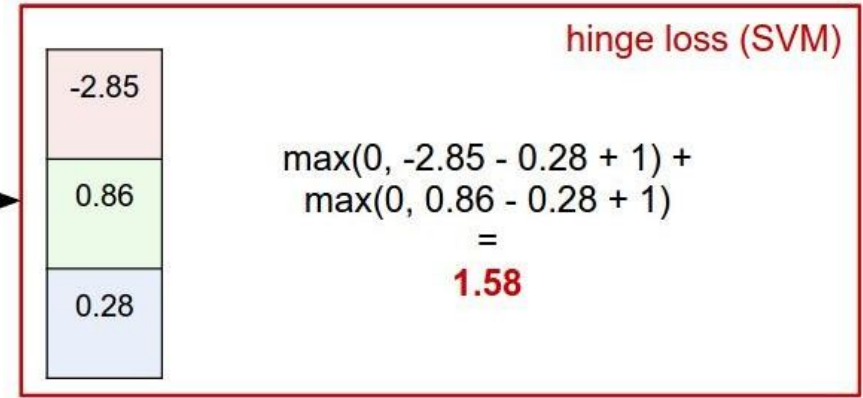 hinge loss (SVM)
-2.85
0.86
0.28
max(0, -2.85 - 0.28 + 1) +
max(0, 0.86 - 0.28 + 1)
=
1.58